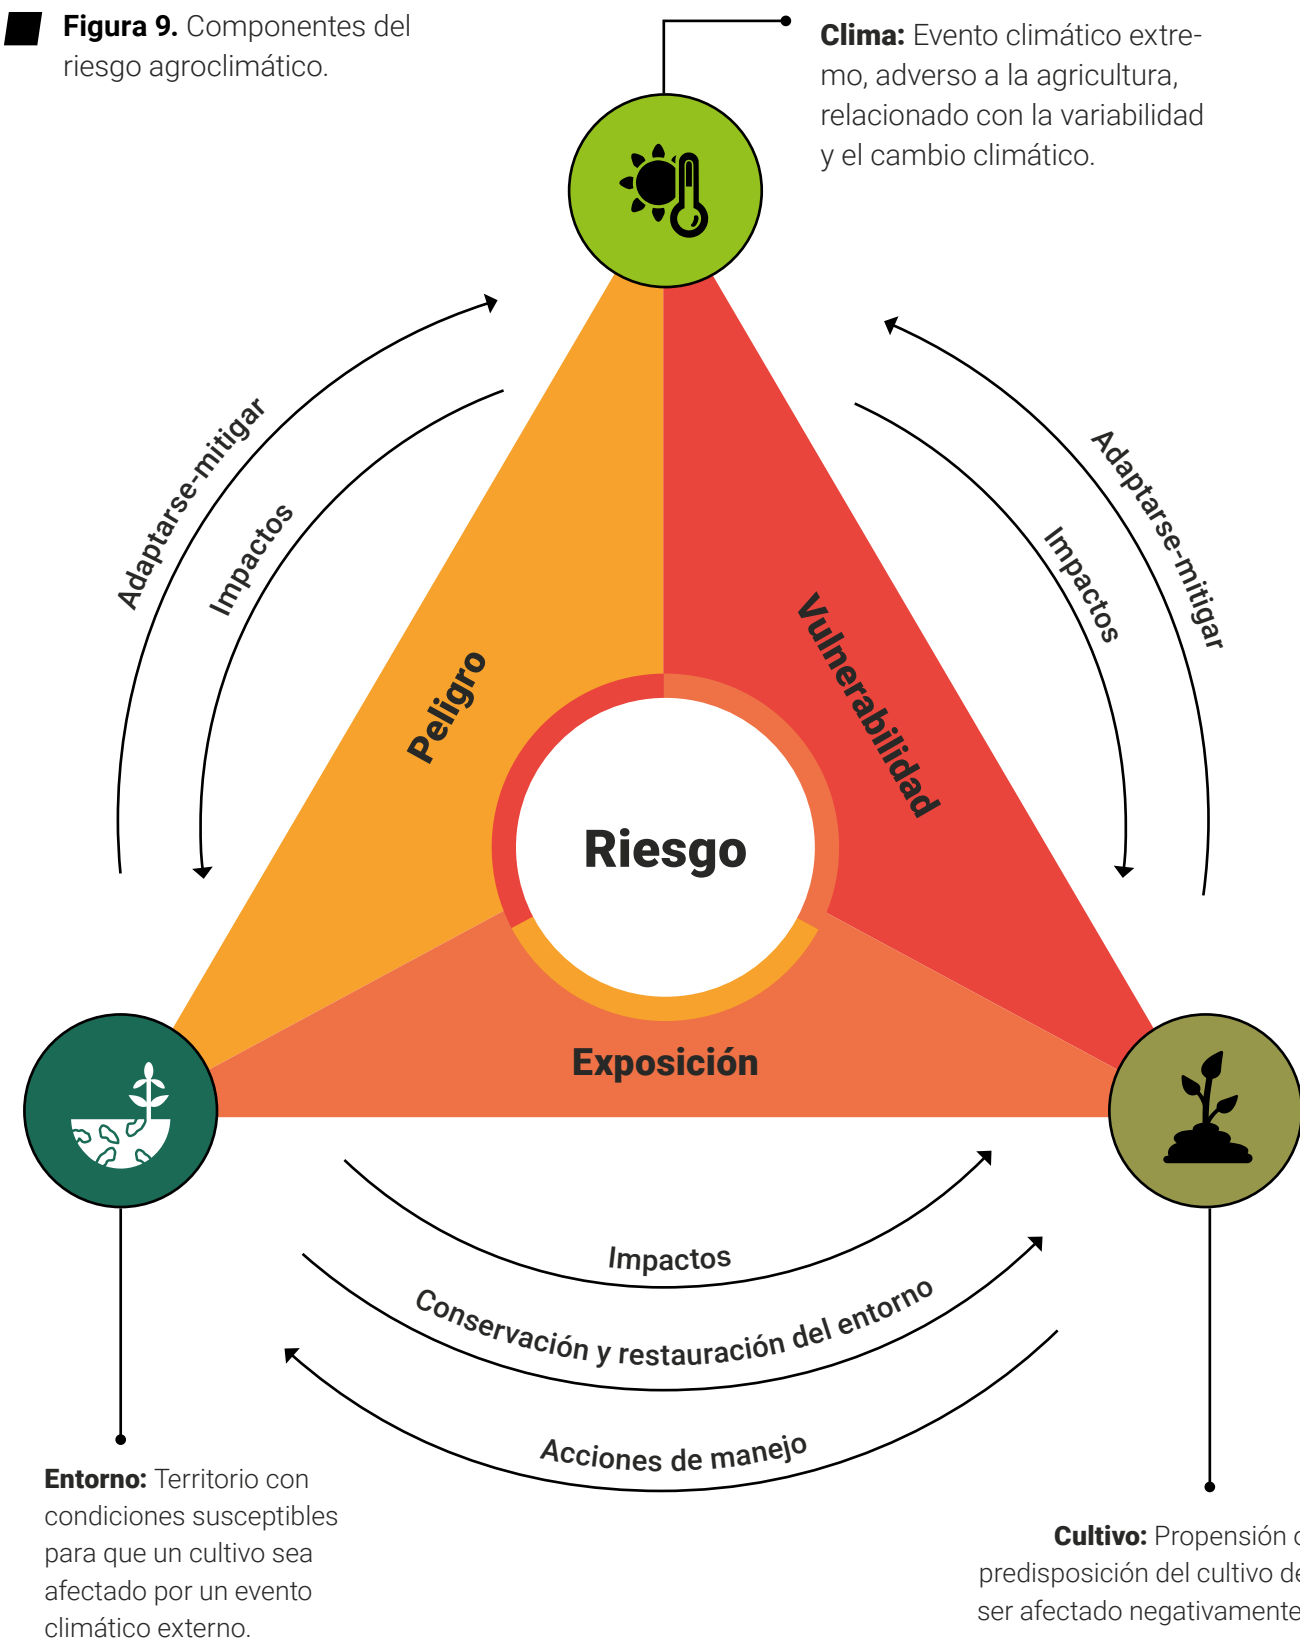 Figura 9. Componentes del
riesgo agroclimático.
Clima: Evento climático extre-
mo, adverso a la agricultura,
relacionado con la variabilidad
y el cambio climático.
Adaptarse-mitigar
Impactos
Adaptarse-mitigar
Impactos
Peligro
Vulnerabilidad
Riesgo
Exposición
Impactos
Conservación y restauración del entorno
Acciones de manejo
Entorno: Territorio con
condiciones susceptibles
para que un cultivo sea
afectado por un evento
climático externo.
Cultivo: Propensión o
predisposición del cultivo de
ser afectado negativamente